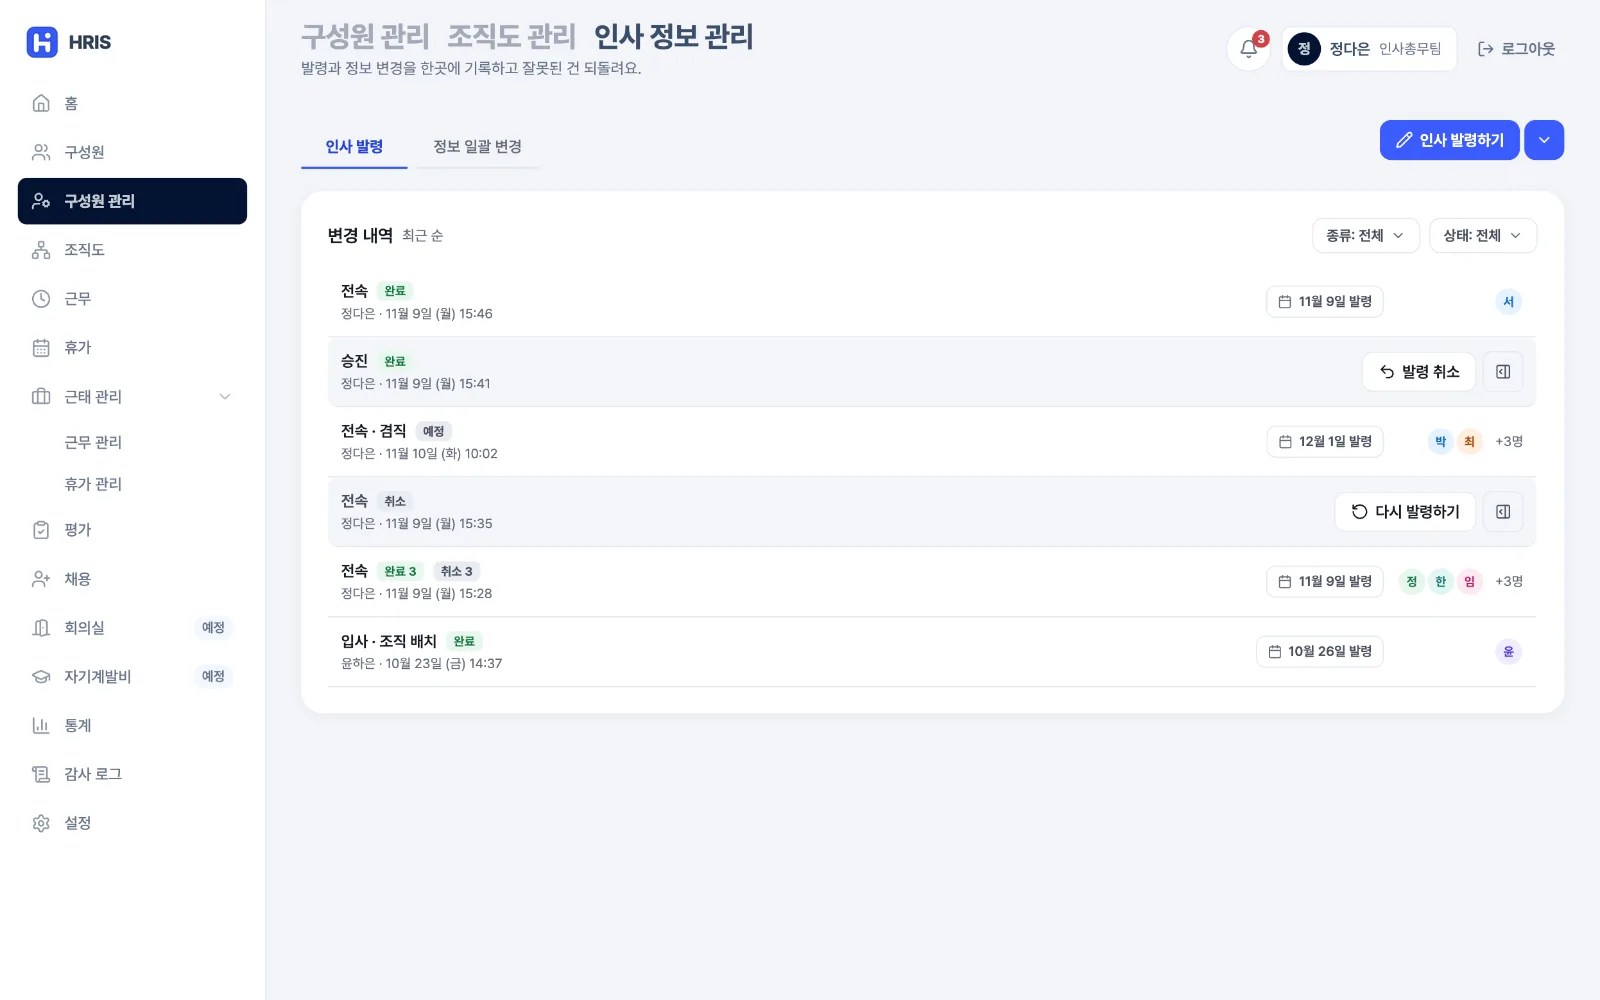 HRIS
홈
구성원
구성원 관리
조직도
근무
휴가
근태 관리
근무 관리
휴가 관리
평가
채용
회의실 예정
자기계발비 예정
통계
감사 로그
설정
구성원 관리 조직도 관리 인사 정보 관리
발령과 정보 변경을 한곳에 기록하고 잘못된 건 되돌려요.
3
정 정다은 인사총무팀
로그아웃
인사 발령 정보 일괄 변경
인사 발령하기
변경 내역 최근 순
종류: 전체 상태: 전체
전속 완료
정다은 · 11월 9일 (월) 15:46
11월 9일 발령 서
승진 완료
정다은 · 11월 9일 (월) 15:41
발령 취소
전속 · 겸직 예정
정다은 · 11월 10일 (화) 10:02
12월 1일 발령 박 최 +3명
전속 취소
정다은 · 11월 9일 (월) 15:35
다시 발령하기
전속 완료 3 취소 3
정다은 · 11월 9일 (월) 15:28
11월 9일 발령 정 한 임 +3명
입사 · 조직 배치 완료
윤하은 · 10월 23일 (금) 14:37
10월 26일 발령 윤